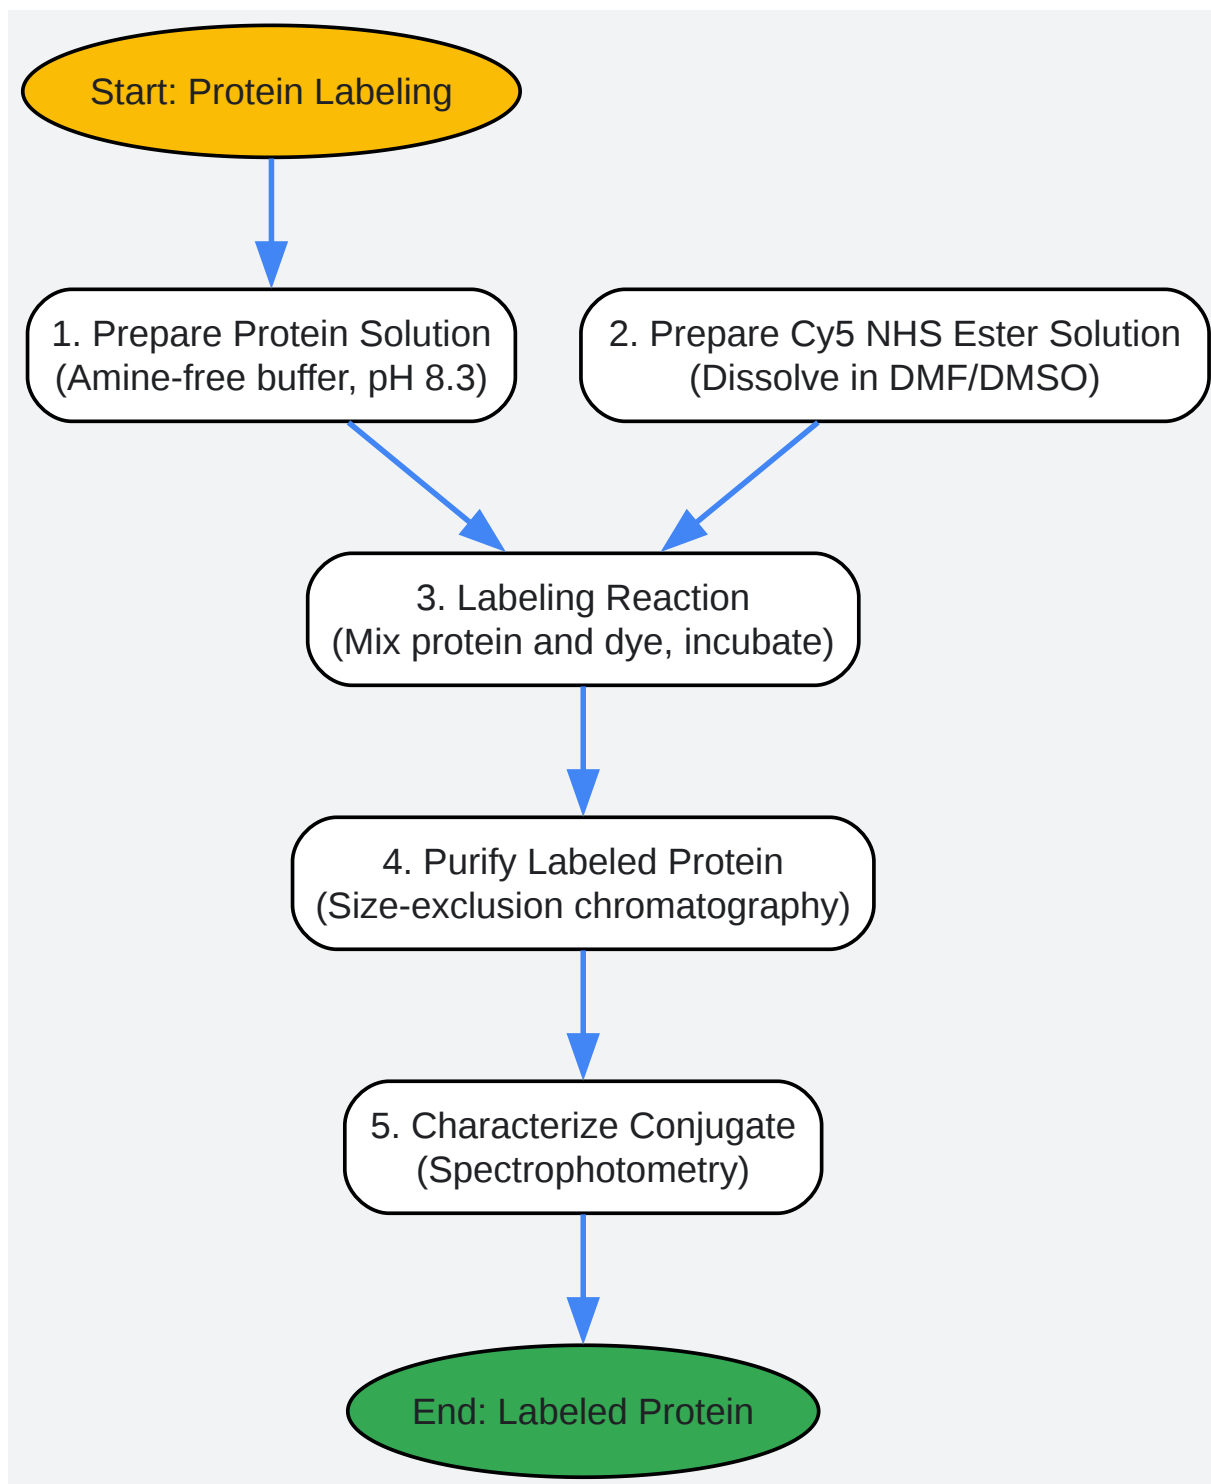 Start: Protein Labeling
1. Prepare Protein Solution
(Amine-free buffer, pH 8.3)
2. Prepare Cy5 NHS Ester Solution
(Dissolve in DMF/DMSO)
3. Labeling Reaction
(Mix protein and dye, incubate)
4. Purify Labeled Protein
(Size-exclusion chromatography)
5. Characterize Conjugate
(Spectrophotometry)
End: Labeled Protein